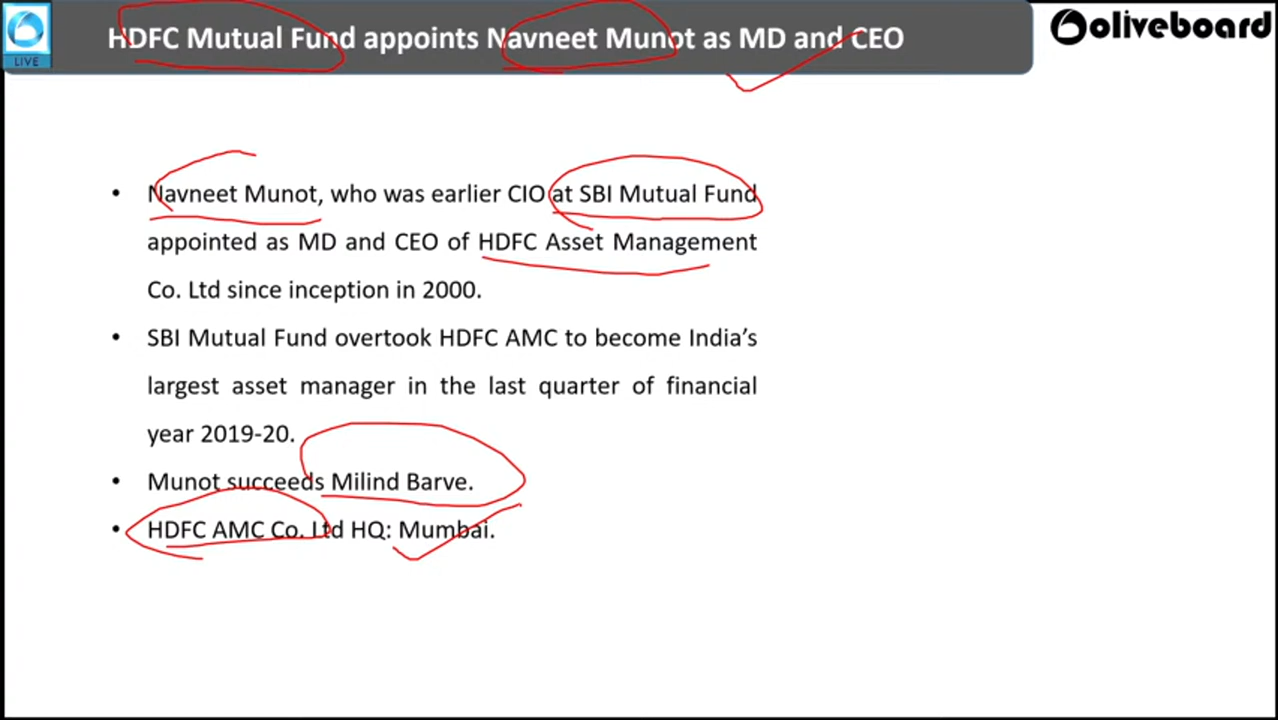 HDFC Mutual Fund appoints Navneet Munot as MD and CEO
oliveboard
LIVE
• Navneet Munot, who was earlier CIO at SBI Mutual Fund
appointed as MD and CEO of HDFC Asset Management
Co. Ltd since inception in 2000.
• SBI Mutual Fund overtook HDFC AMC to become India’s
largest asset manager in the last quarter of financial
year 2019-20.
• Munot succeeds Milind Barve.
• HDFC AMC Co. Ltd HQ: Mumbai.